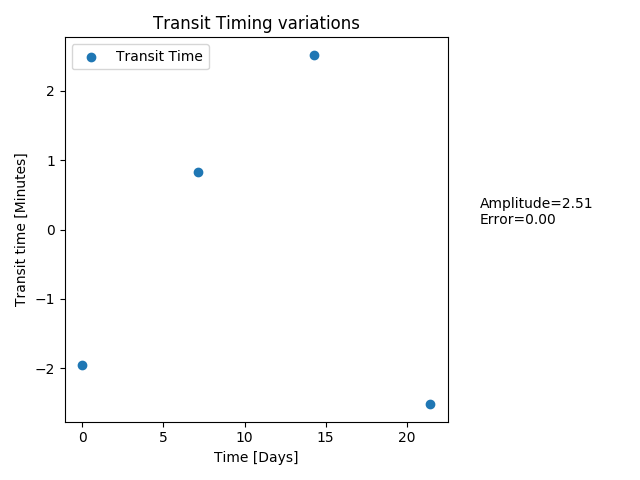 Transit Timing variations
Transit Time
Transit time [Minutes]
2
1
0
−1
−2
0
5
10
15
20
Time [Days]
Amplitude=2.51
Error=0.00